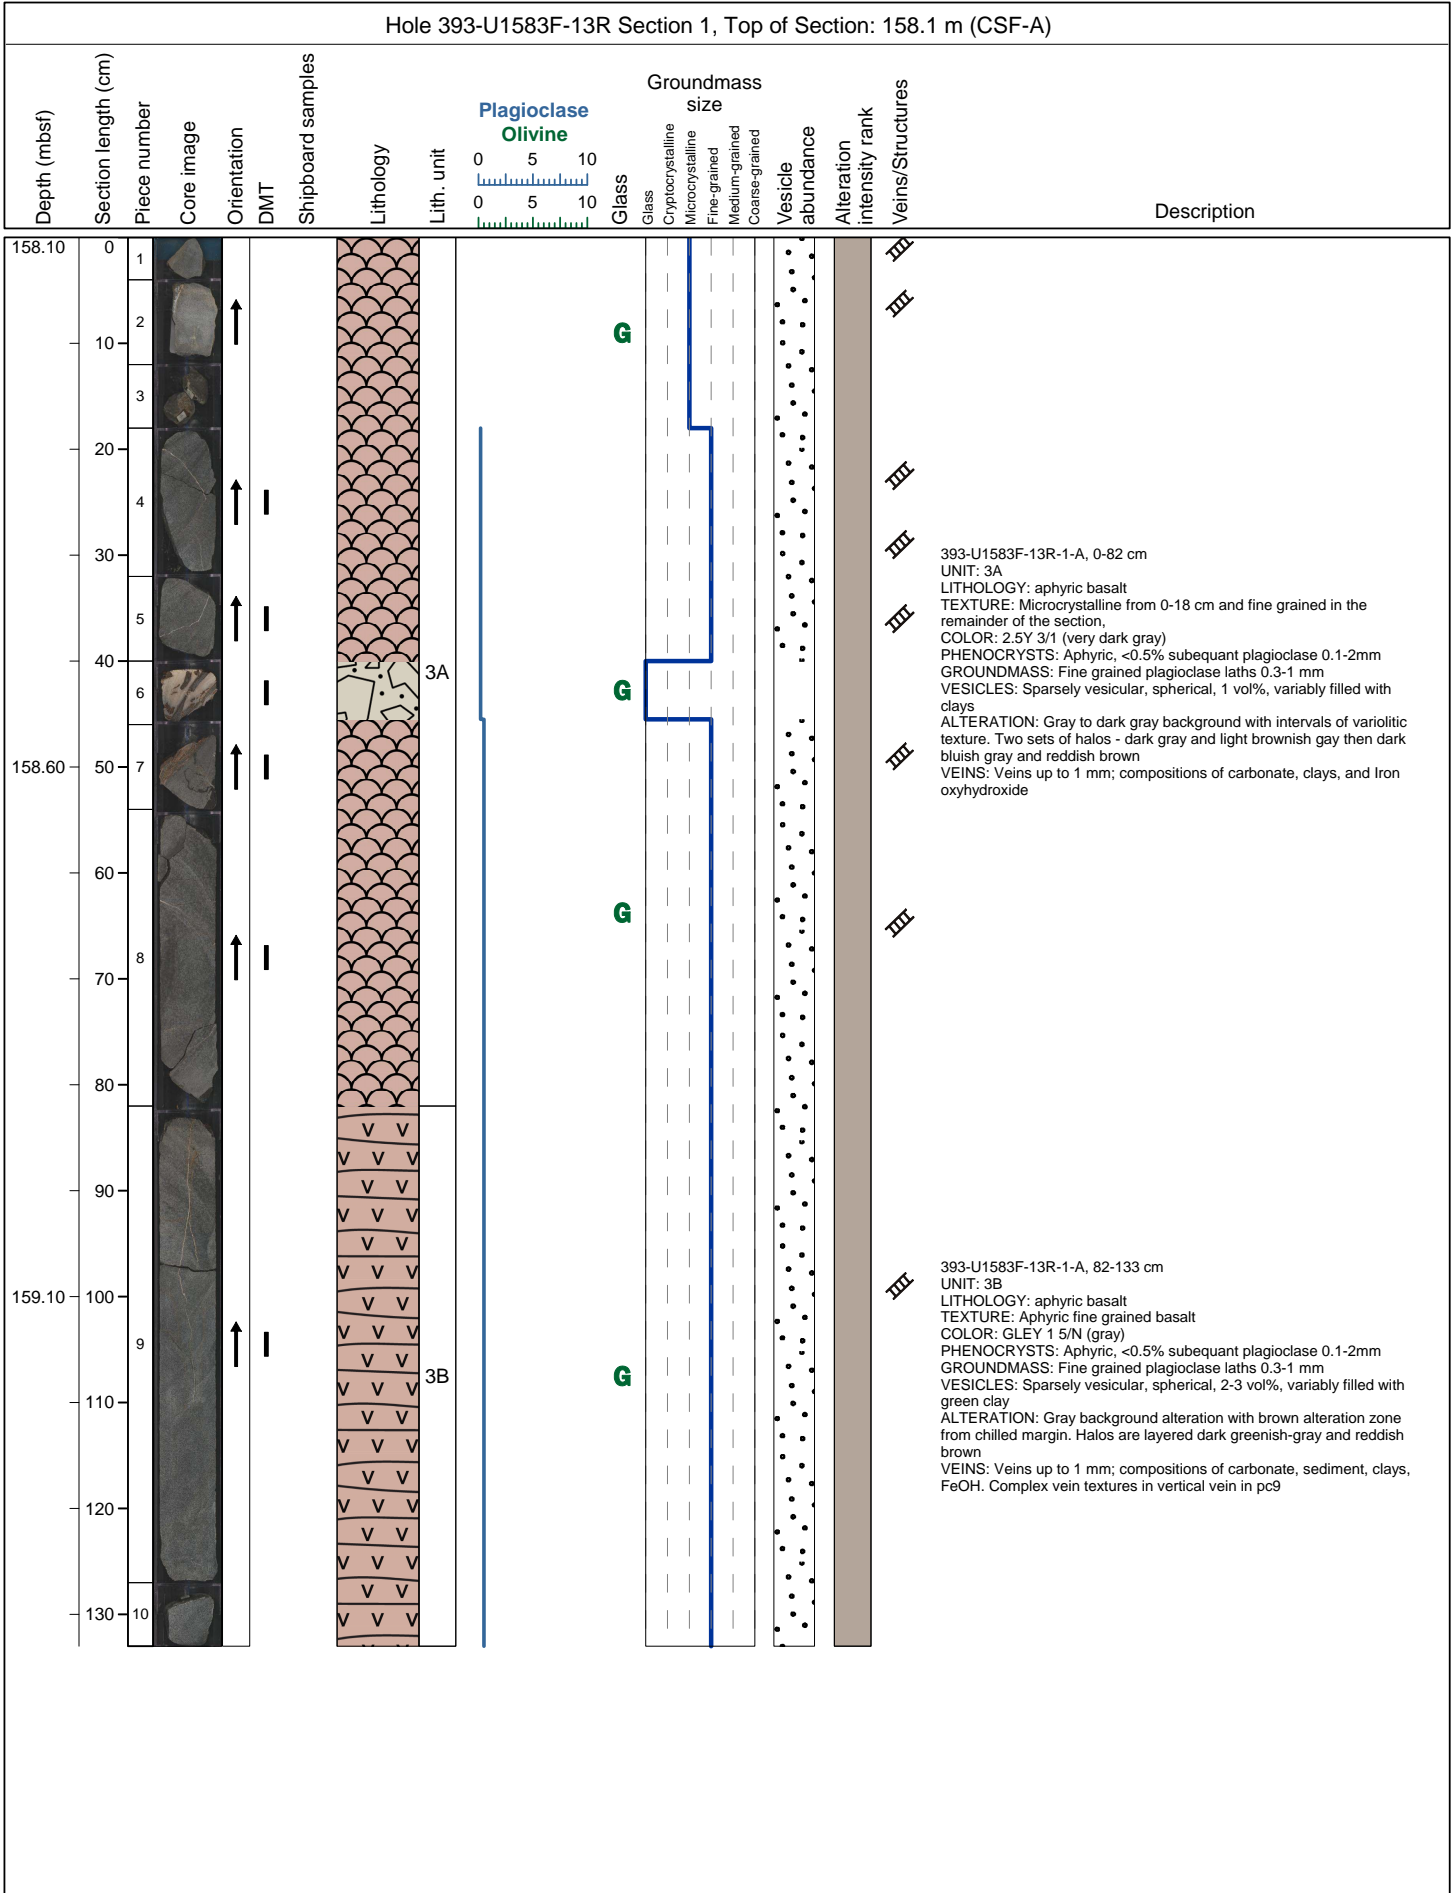 Hole 393-U1583F-13R Section 1, Top of Section: 158.1 m (CSF-A)
Depth (mbsf)
Section length (cm)
Piece number
Core image
Orientation
DMT
Shipboard samples
Lithology
Lith. unit
Plagioclase
Olivine
0 5 10
0 5 10
Glass
Groundmass
size
Glass
Cryptocrystalline
Microcrystalline
Fine-grained
Medium-grained
Coarse-grained
Vesicle
abundance
Alteration
intensity rank
Veins/Structures
Description
158.10
158.60
159.10
0
10
20
30
40
50
60
70
80
90
100
110
120
130
1
2
3
4
5
6
7
8
9
10
3A
3B
G
G
G
G
393-U1583F-13R-1-A, 0-82 cm
UNIT: 3A
LITHOLOGY: aphyric basalt
TEXTURE: Microcrystalline from 0-18 cm and fine grained in the
remainder of the section,
COLOR: 2.5Y 3/1 (very dark gray)
PHENOCRYSTS: Aphyric, <0.5% subequant plagioclase 0.1-2mm
GROUNDMASS: Fine grained plagioclase laths 0.3-1 mm
VESICLES: Sparsely vesicular, spherical, 1 vol%, variably filled with
clays
ALTERATION: Gray to dark gray background with intervals of variolitic
texture. Two sets of halos - dark gray and light brownish gay then dark
bluish gray and reddish brown
VEINS: Veins up to 1 mm; compositions of carbonate, clays, and Iron
oxyhydroxide
393-U1583F-13R-1-A, 82-133 cm
UNIT: 3B
LITHOLOGY: aphyric basalt
TEXTURE: Aphyric fine grained basalt
COLOR: GLEY 1 5/N (gray)
PHENOCRYSTS: Aphyric, <0.5% subequant plagioclase 0.1-2mm
GROUNDMASS: Fine grained plagioclase laths 0.3-1 mm
VESICLES: Sparsely vesicular, spherical, 2-3 vol%, variably filled with
green clay
ALTERATION: Gray background alteration with brown alteration zone
from chilled margin. Halos are layered dark greenish-gray and reddish
brown
VEINS: Veins up to 1 mm; compositions of carbonate, sediment, clays,
FeOH. Complex vein textures in vertical vein in pc9